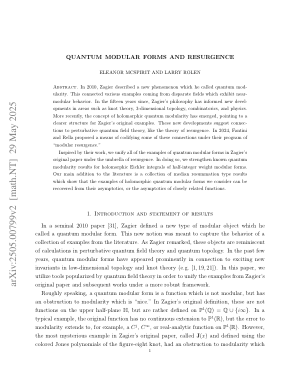 QUANTUM MODULAR FORMS AND RESURGENCE
ELEANOR MCSPIRIT AND LARRY ROLEN
Abstract. In 2010, Zagier described a new phenomenon which he called quantum mod-
ularity. This connected various examples coming from disparate fields which exhibit near-
modular behavior. In the fifteen years since, Zagier's philosophy has informed new devel-
opments in areas such as knot theory, 3-dimensional topology, combinatorics, and physics.
More recently, the concept of holomorphic quantum modularity has emerged, pointing to a
clearer structure for Zagier's original examples. These new developments suggest connec-
tions to perturbative quantum field theory, like the theory of resurgence. In 2024, Fantini
and Rella proposed a means of codifying some of these connections under their program of
"modular resurgence."
Inspired by their work, we unify all of the examples of quantum modular forms in Zagier's
original paper under the umbrella of resurgence. In doing so, we strengthen known quantum
modularity results for holomorphic Eichler integrals of half-integer weight modular forms.
Our main addition to the literature is a collection of median resummation type results
which show that the examples of holomorphic quantum modular forms we consider can be
recovered from their asymptotics, or the asymptotics of closely related functions.
1. Introduction and statement of results
In a seminal 2010 paper [31], Zagier defined a new type of modular object which he
called a quantum modular form. This new notion was meant to capture the behavior of a
collection of examples from the literature. As Zagier remarked, these objects are reminiscent
of calculations in perturbative quantum field theory and quantum topology. In the past few
years, quantum modular forms have appeared prominently in connection to exciting new
invariants in low-dimensional topology and knot theory (e.g. [1, 19, 21]). In this paper, we
utilize tools popularized by quantum field theory in order to unify the examples from Zagier's
original paper and subsequent works under a more robust framework.
Roughly speaking, a quantum modular form is a function which is not modular, but has
an obstruction to modularity which is "nice." In Zagier's original definition, these are not
functions on the upper half-plane ℍ, but are rather defined on ℙ¹(ℚ) = ℚ ∪ {∞}. In a
typical example, the original function has no continuous extension to ℙ¹(ℝ), but the error to
modularity extends to, for example, a C¹, C∞, or real-analytic function on ℙ¹(ℝ). However,
the most mysterious example in Zagier's original paper, called J(x) and defined using the
colored Jones polynomials of the figure-eight knot, had an obstruction to modularity which
1
arXiv:2505.00799v2 [math.NT] 29 May 2025